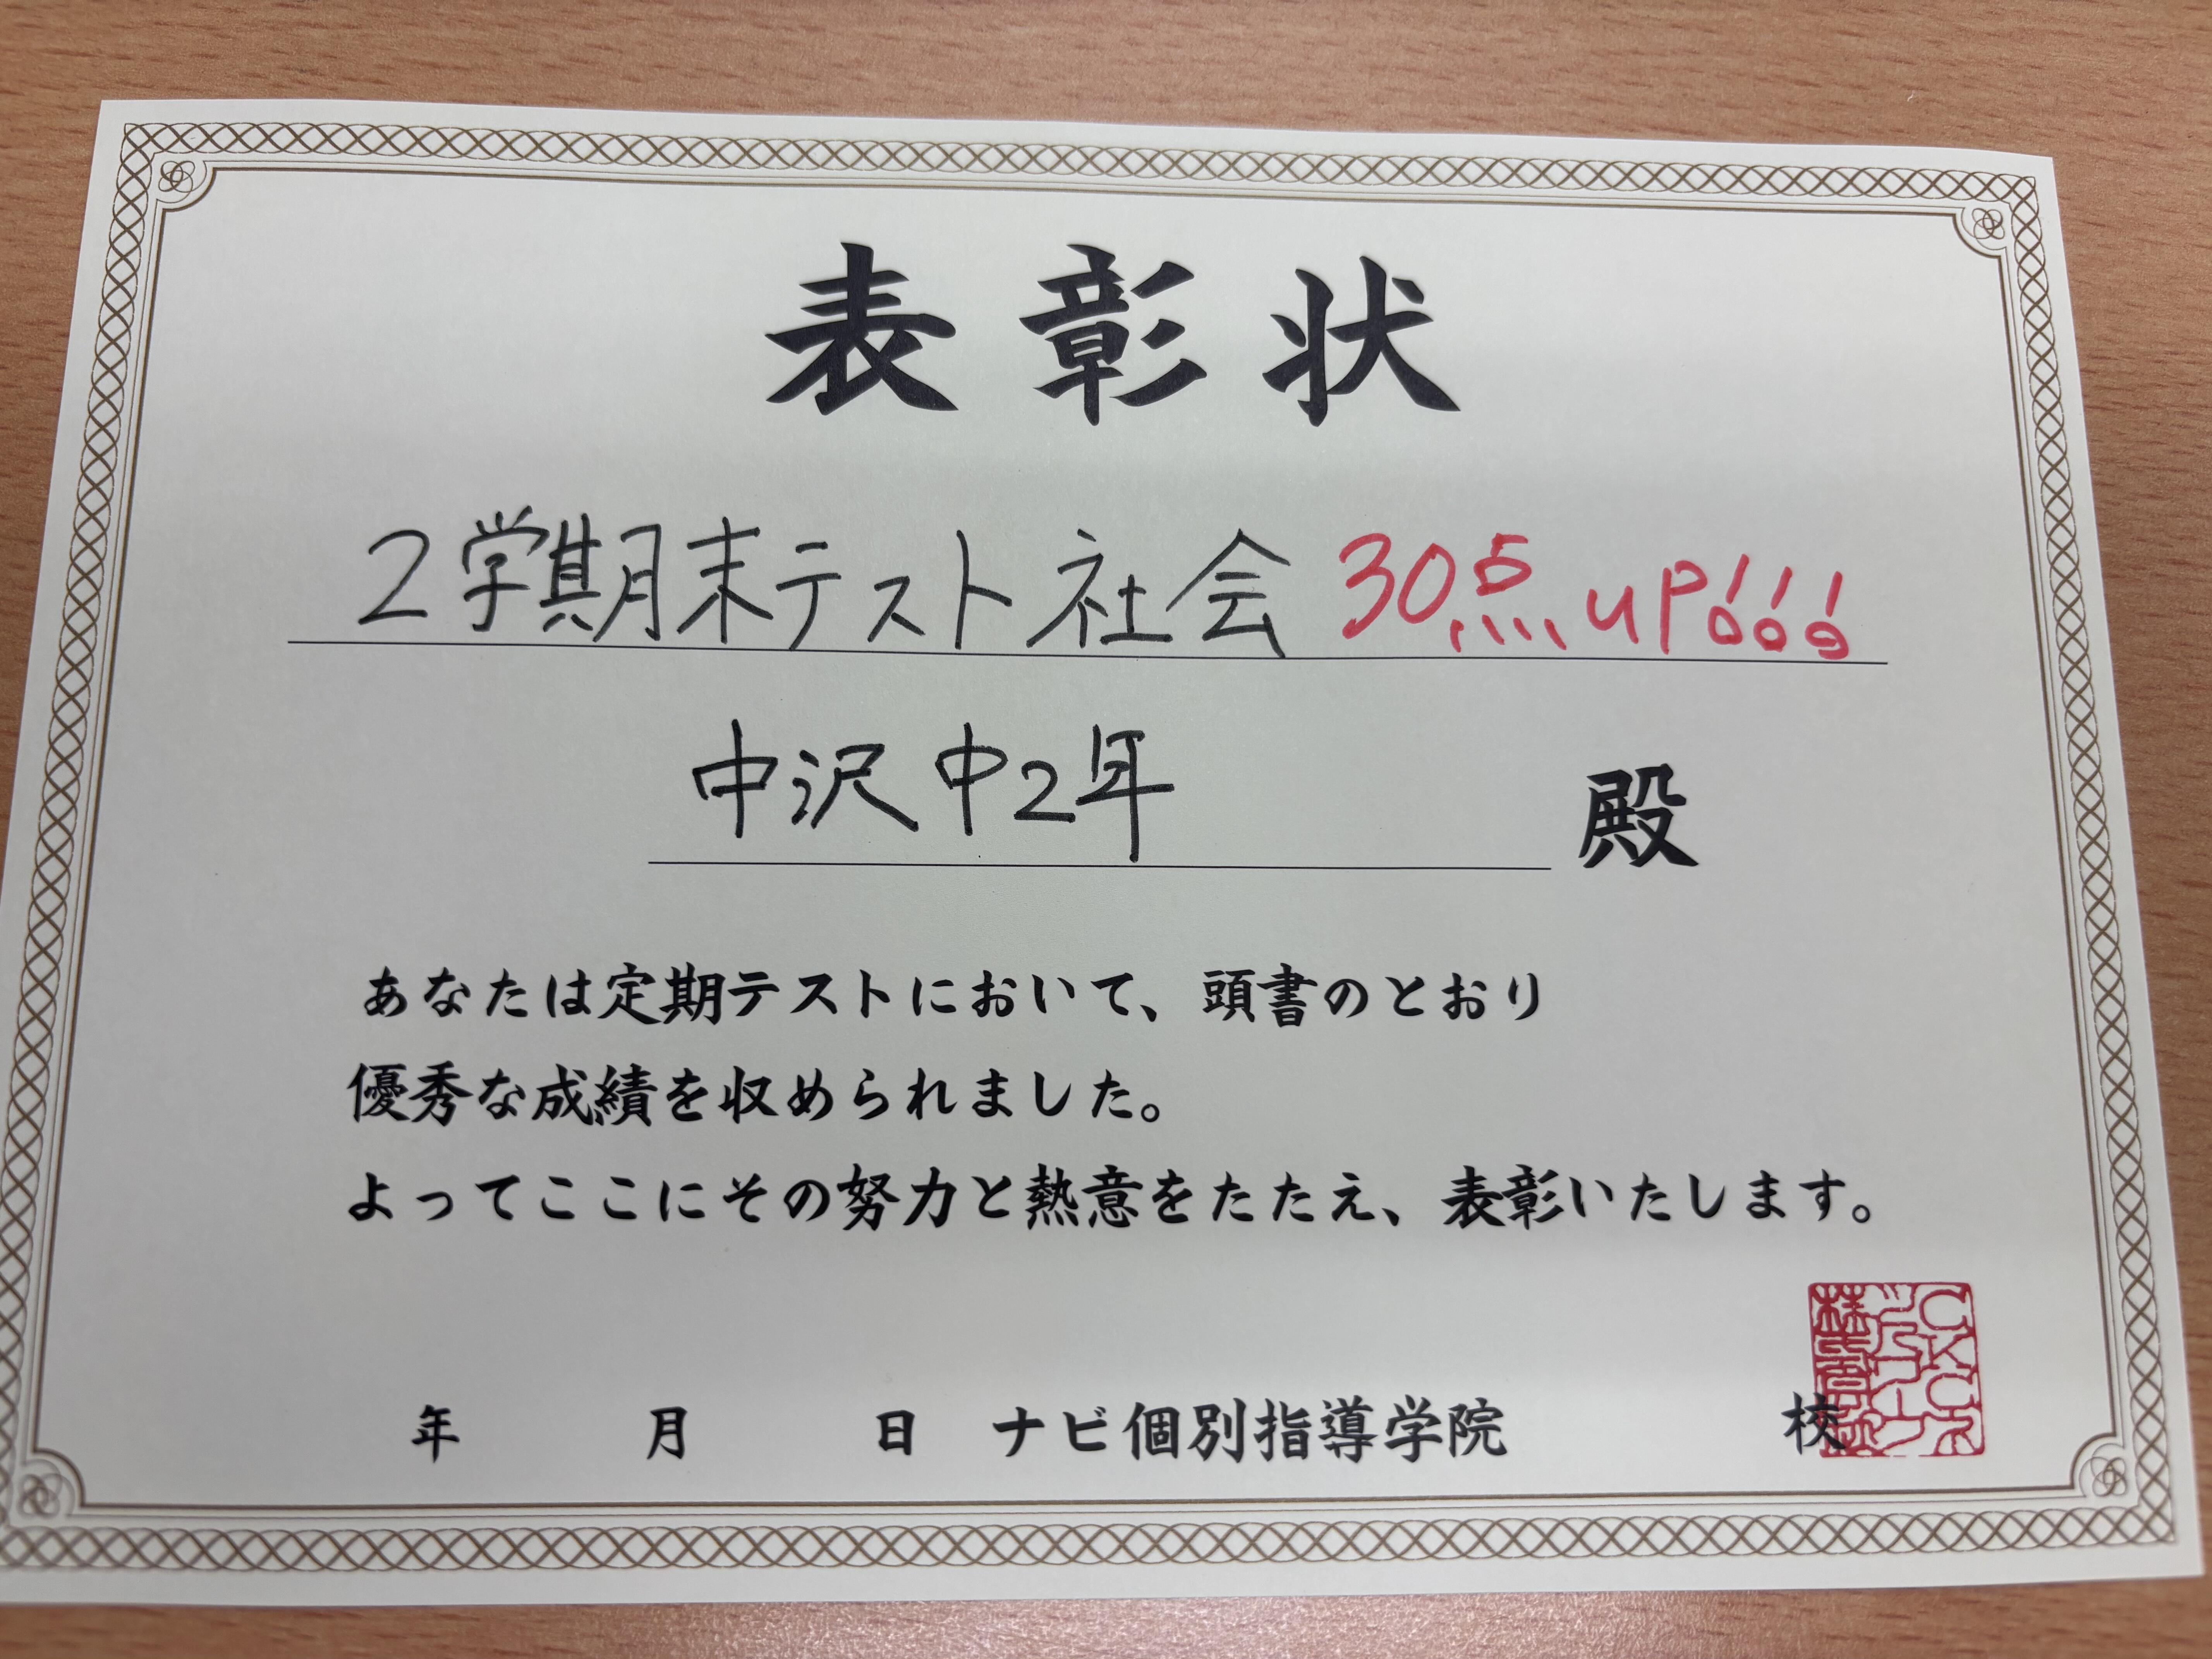 表彰状
2学期期末テスト社会 30点up!!!
中沢中2年 殿
あなたは定期テストにおいて、頭書のとおり
優秀な成績を収められました。
よってここにその努力と熱意をたたえ、表彰いたします。
年 月 日 ナビ個別指導学院 校